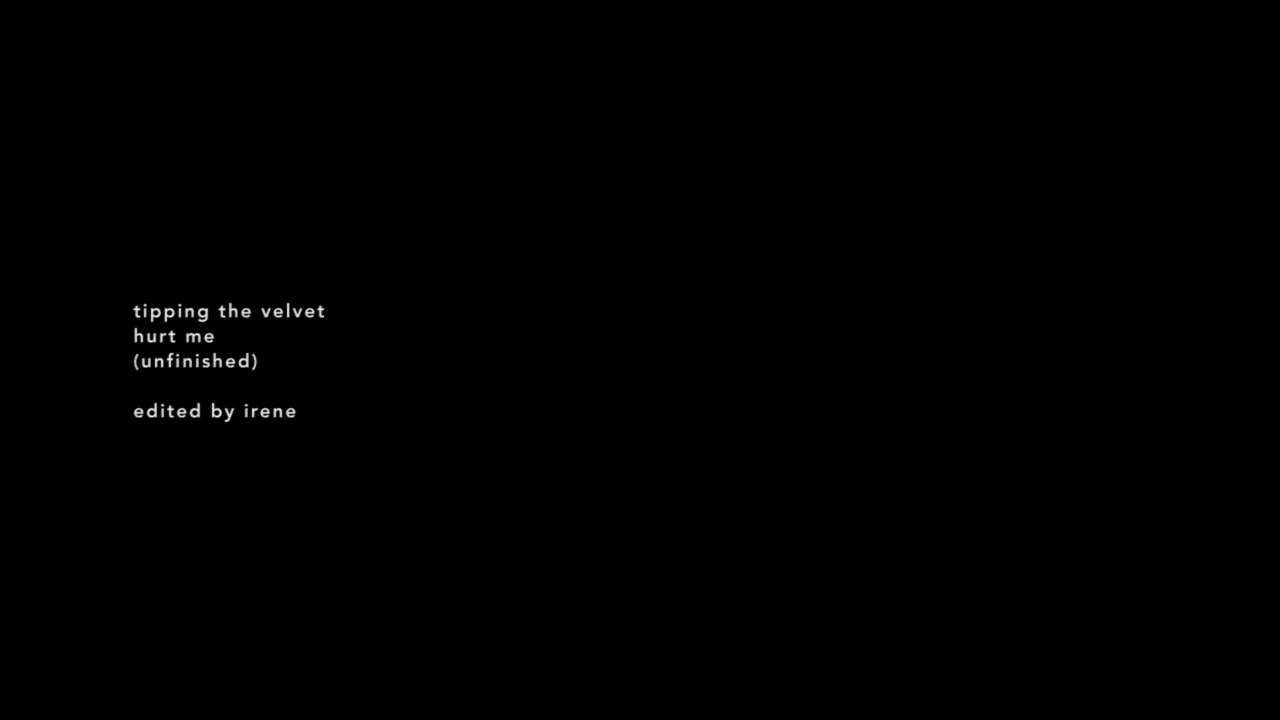 tipping the velvet
hurt me
(unfinished)
edited by irene